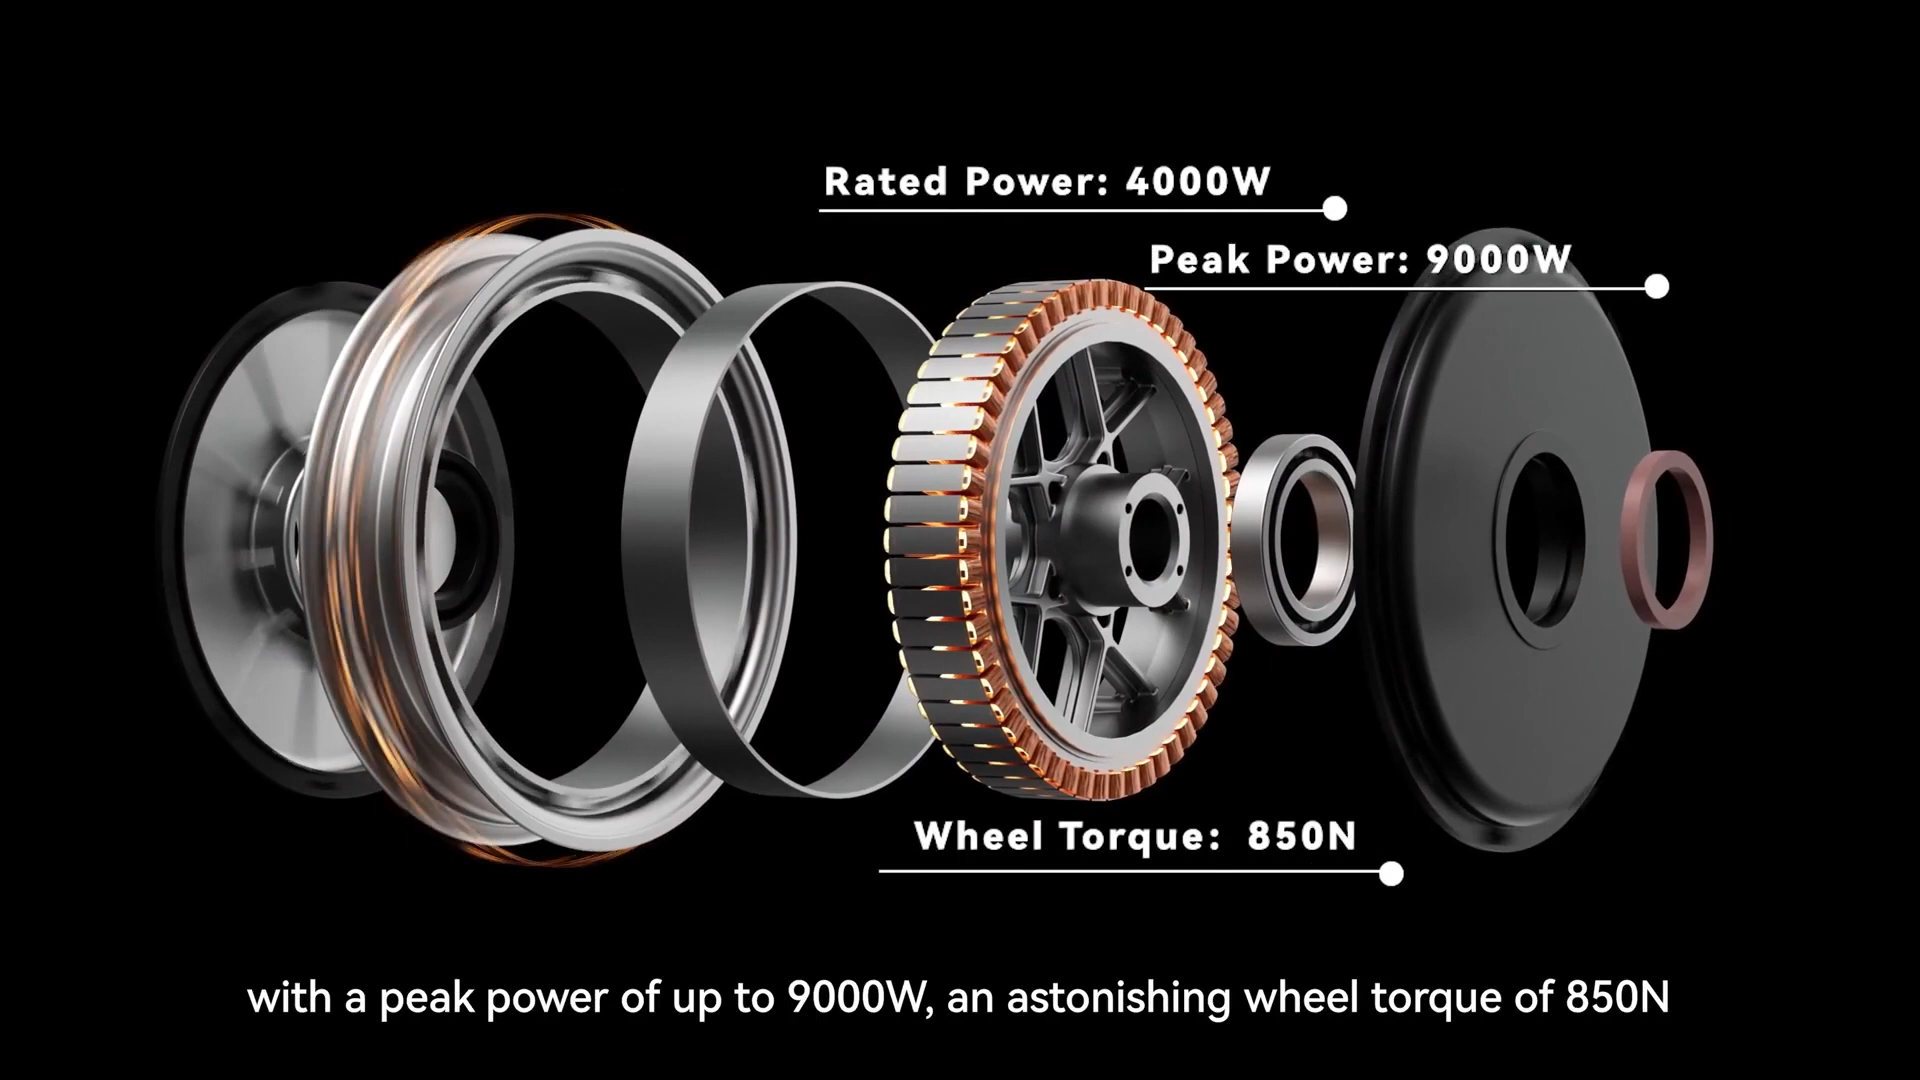 Rated Power: 4000W
Peak Power: 9000W
Wheel Torque: 850N
with a peak power of up to 9000W, an astonishing wheel torque of 850N